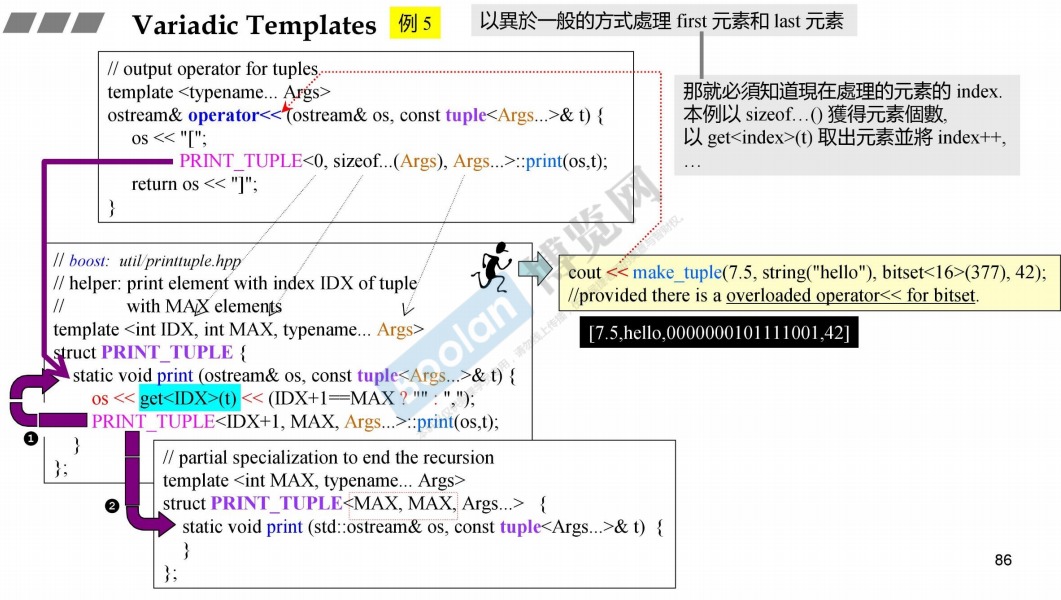 Variadic Templates
例 5
以異於一般的方式處理 first 元素和 last 元素
那就必須知道現在處理的元素的 index.
本例以 sizeof…() 獲得元素個數,
以 get<index>(t) 取出元素並將 index++,
…
// output operator for tuples
template <typename... Args>
ostream& operator<< (ostream& os, const tuple<Args...>& t) {
os << "[";
PRINT_TUPLE<0, sizeof...(Args), Args...>::print(os,t);
return os << "]";
}
// boost: util/printtuple.hpp
// helper: print element with index IDX of tuple
// with MAX elements
template <int IDX, int MAX, typename... Args>
struct PRINT_TUPLE {
static void print (ostream& os, const tuple<Args...>& t) {
os << get<IDX>(t) << (IDX+1==MAX ? "" : ",");
PRINT_TUPLE<IDX+1, MAX, Args...>::print(os,t);
}
};
cout << make_tuple(7.5, string("hello"), bitset<16>(377), 42);
//provided there is a overloaded operator<< for bitset.
[7.5,hello,0000000101111001,42]
❶
❷
// partial specialization to end the recursion
template <int MAX, typename... Args>
struct PRINT_TUPLE<MAX, MAX, Args...> {
static void print (std::ostream& os, const tuple<Args...>& t) {
}
};
boolan
博览网
86